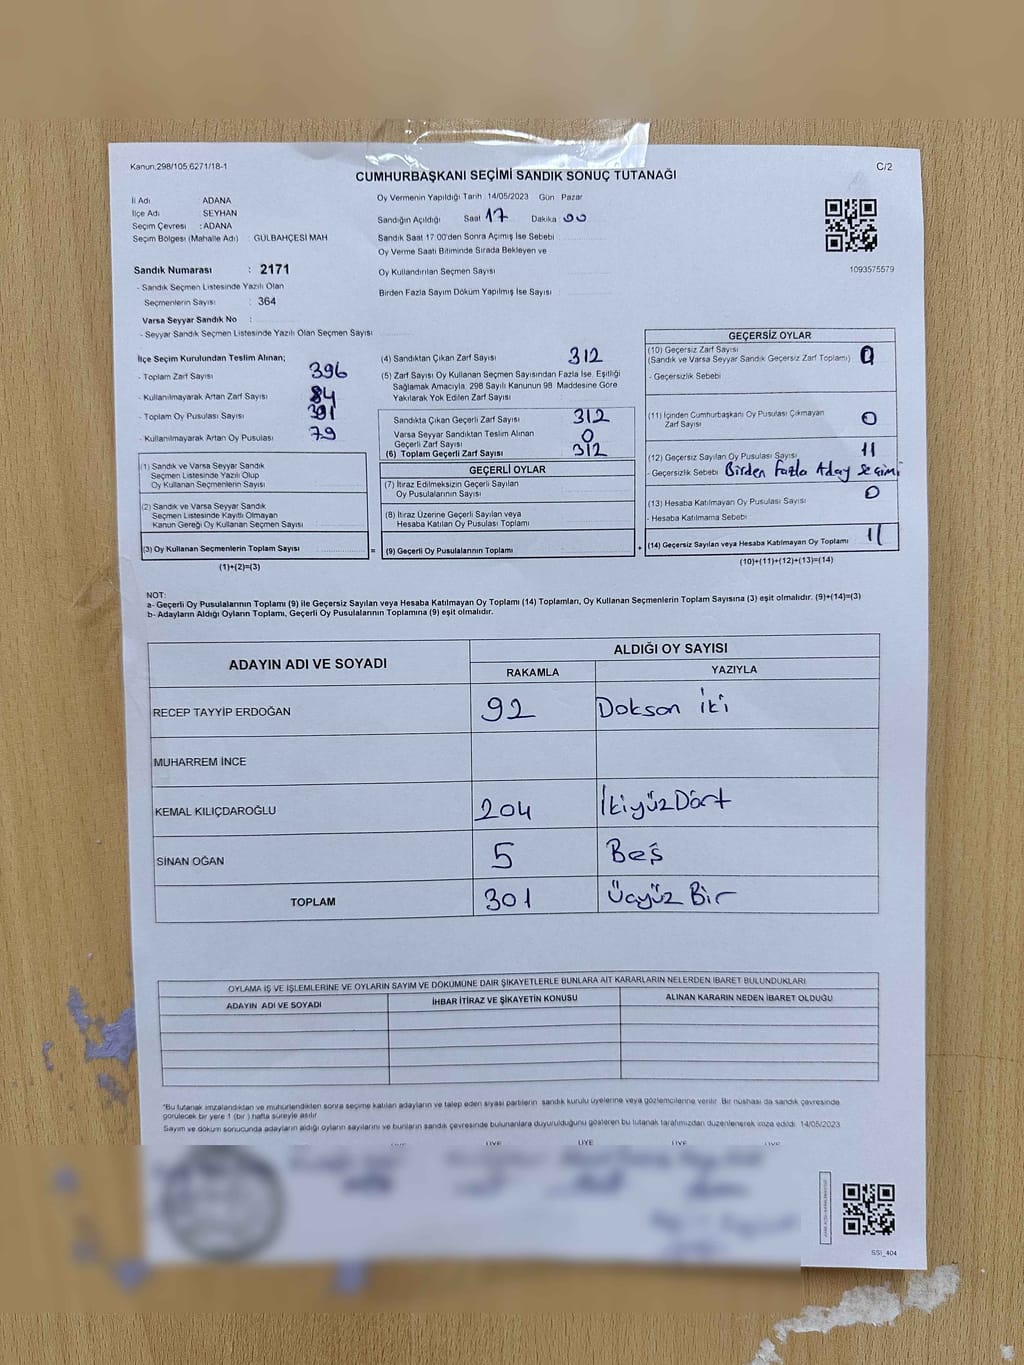 Kanun,298/105,6271/18-1
C/2
CUMHURBAŞKANI SEÇİMİ SANDIK SONUÇ TUTANAĞI
İl Adı ADANA
İlçe Adı SEYHAN
Seçim Çevresi : ADANA
Seçim Bölgesi (Mahalle Adı) : GÜLBAHÇESİ MAH
Sandık Numarası : 2171
- Sandık Seçmen Listesinde Yazılı Olan
Seçmenlerin Sayısı : 364
Varsa Seyyar Sandık No :
- Seyyar Sandık Seçmen Listesinde Yazılı Olan Seçmen Sayısı
Oy Vermenin Yapıldığı Tarih : 14/05/2023 Gün Pazar
Sandığın Açıldığı Saat 17 Dakika : 00
Sandık Saat 17:00'den Sonra Açımış İse Sebebi
Oy Verme Saati Bitiminde Sırada Bekleyen ve
Oy Kullandırılan Seçmen Sayısı
Birden Fazla Sayım Döküm Yapılmış İse Sayısı :
1093575579
İlçe Seçim Kurulundan Teslim Alınan;
- Toplam Zarf Sayısı 396
- Kullanılmayarak Artan Zarf Sayısı 84
- Toplam Oy Pusulası Sayısı 391
- Kullanılmayarak Artan Oy Pusulası 79
(1) Sandık ve Varsa Seyyar Sandık
Seçmen Listesinde Yazılı Olup
Oy Kullanan Seçmenlerin Sayısı
(2) Sandık ve Varsa Seyyar Sandık
Seçmen Listesinde Kayıtlı Olmayan
Kanun Gereği Oy Kullanan Seçmen Sayısı
(3) Oy Kullanan Seçmenlerin Toplam Sayısı =
(1)+(2)=(3)
(4) Sandıktan Çıkan Zarf Sayısı 312
(5) Zarf Sayısı Oy Kullanan Seçmen Sayısından Fazla İse, Eşitliği
Sağlamak Amacıyla, 298 Sayılı Kanunun 98. Maddesine Göre
Yakılarak Yok Edilen Zarf Sayısı :
Sandıkta Çıkan Geçerli Zarf Sayısı 312
Varsa Seyyar Sandıktan Teslim Alınan
Geçerli Zarf Sayısı 0
(6) Toplam Geçerli Zarf Sayısı 312
GEÇERLİ OYLAR
(7) İtiraz Edilmeksizin Geçerli Sayılan
Oy Pusulalarının Sayısı
(8) İtiraz Üzerine Geçerli Sayılan veya
Hesaba Katılan Oy Pusulası Toplamı
(9) Geçerli Oy Pusulalarının Toplamı +
GEÇERSİZ OYLAR
(10) Geçersiz Zarf Sayısı
(Sandık ve Varsa Seyyar Sandık Geçersiz Zarf Toplamı) 0
- Geçersizlik Sebebi
(11) İçinden Cumhurbaşkanı Oy Pusulası Çıkmayan
Zarf Sayısı 0
(12) Geçersiz Sayılan Oy Pusulası Sayısı 11
- Geçersizlik Sebebi Birden Fazla Aday Seçimi
(13) Hesaba Katılmayan Oy Pusulası Sayısı 0
- Hesaba Katılmama Sebebi
(14) Geçersiz Sayılan veya Hesaba Katılmayan Oy Toplamı 11
(10)+(11)+(12)+(13)=(14)
NOT:
a- Geçerli Oy Pusulalarının Toplamı (9) ile Geçersiz Sayılan veya Hesaba Katılmayan Oy Toplamı (14) Toplamları, Oy Kullanan Seçmenlerin Toplam Sayısına (3) eşit olmalıdır. (9)+(14)=(3)
b- Adayların Aldığı Oyların Toplamı, Geçerli Oy Pusulalarının Toplamına (9) eşit olmalıdır.
ADAYIN ADI VE SOYADI ALDIĞI OY SAYISI
RAKAMLA YAZIYLA
RECEP TAYYİP ERDOĞAN 92 Doksan iki
MUHARREM İNCE
KEMAL KILIÇDAROĞLU 204 İkiyüzDört
SİNAN OĞAN 5 Beş
TOPLAM 301 Üçyüz Bir
OYLAMA İŞ VE İŞLEMLERİNE VE OYLARIN SAYIM VE DÖKÜMÜNE DAİR ŞİKAYETLERLE BUNLARA AİT KARARLARIN NELERDEN İBARET BULUNDUKLARI
ADAYIN ADI VE SOYADI İHBAR İTİRAZ VE ŞİKAYETİN KONUSU ALINAN KARARIN NEDEN İBARET OLDUĞU
*Bu tutanak imzalandıktan ve mühürlendikten sonra seçime katılan adayların ve talep eden siyasi partilerin sandık kurulu üyelerine veya gözlemcilerine verilir. Bir nüshası da sandık çevresinde
görülecek bir yere 1 (bir) hafta süreyle asılır.
Sayım ve döküm sonucunda adayların aldığı oyların sayılarını ve bunların sandık çevresinde bulunanlara duyurulduğunu gösteren bu tutanak tarafımızdan düzenlenerek imza edildi. 14/05/2023
ÜYE ÜYE ÜYE ÜYE ÜYE
SSI_404